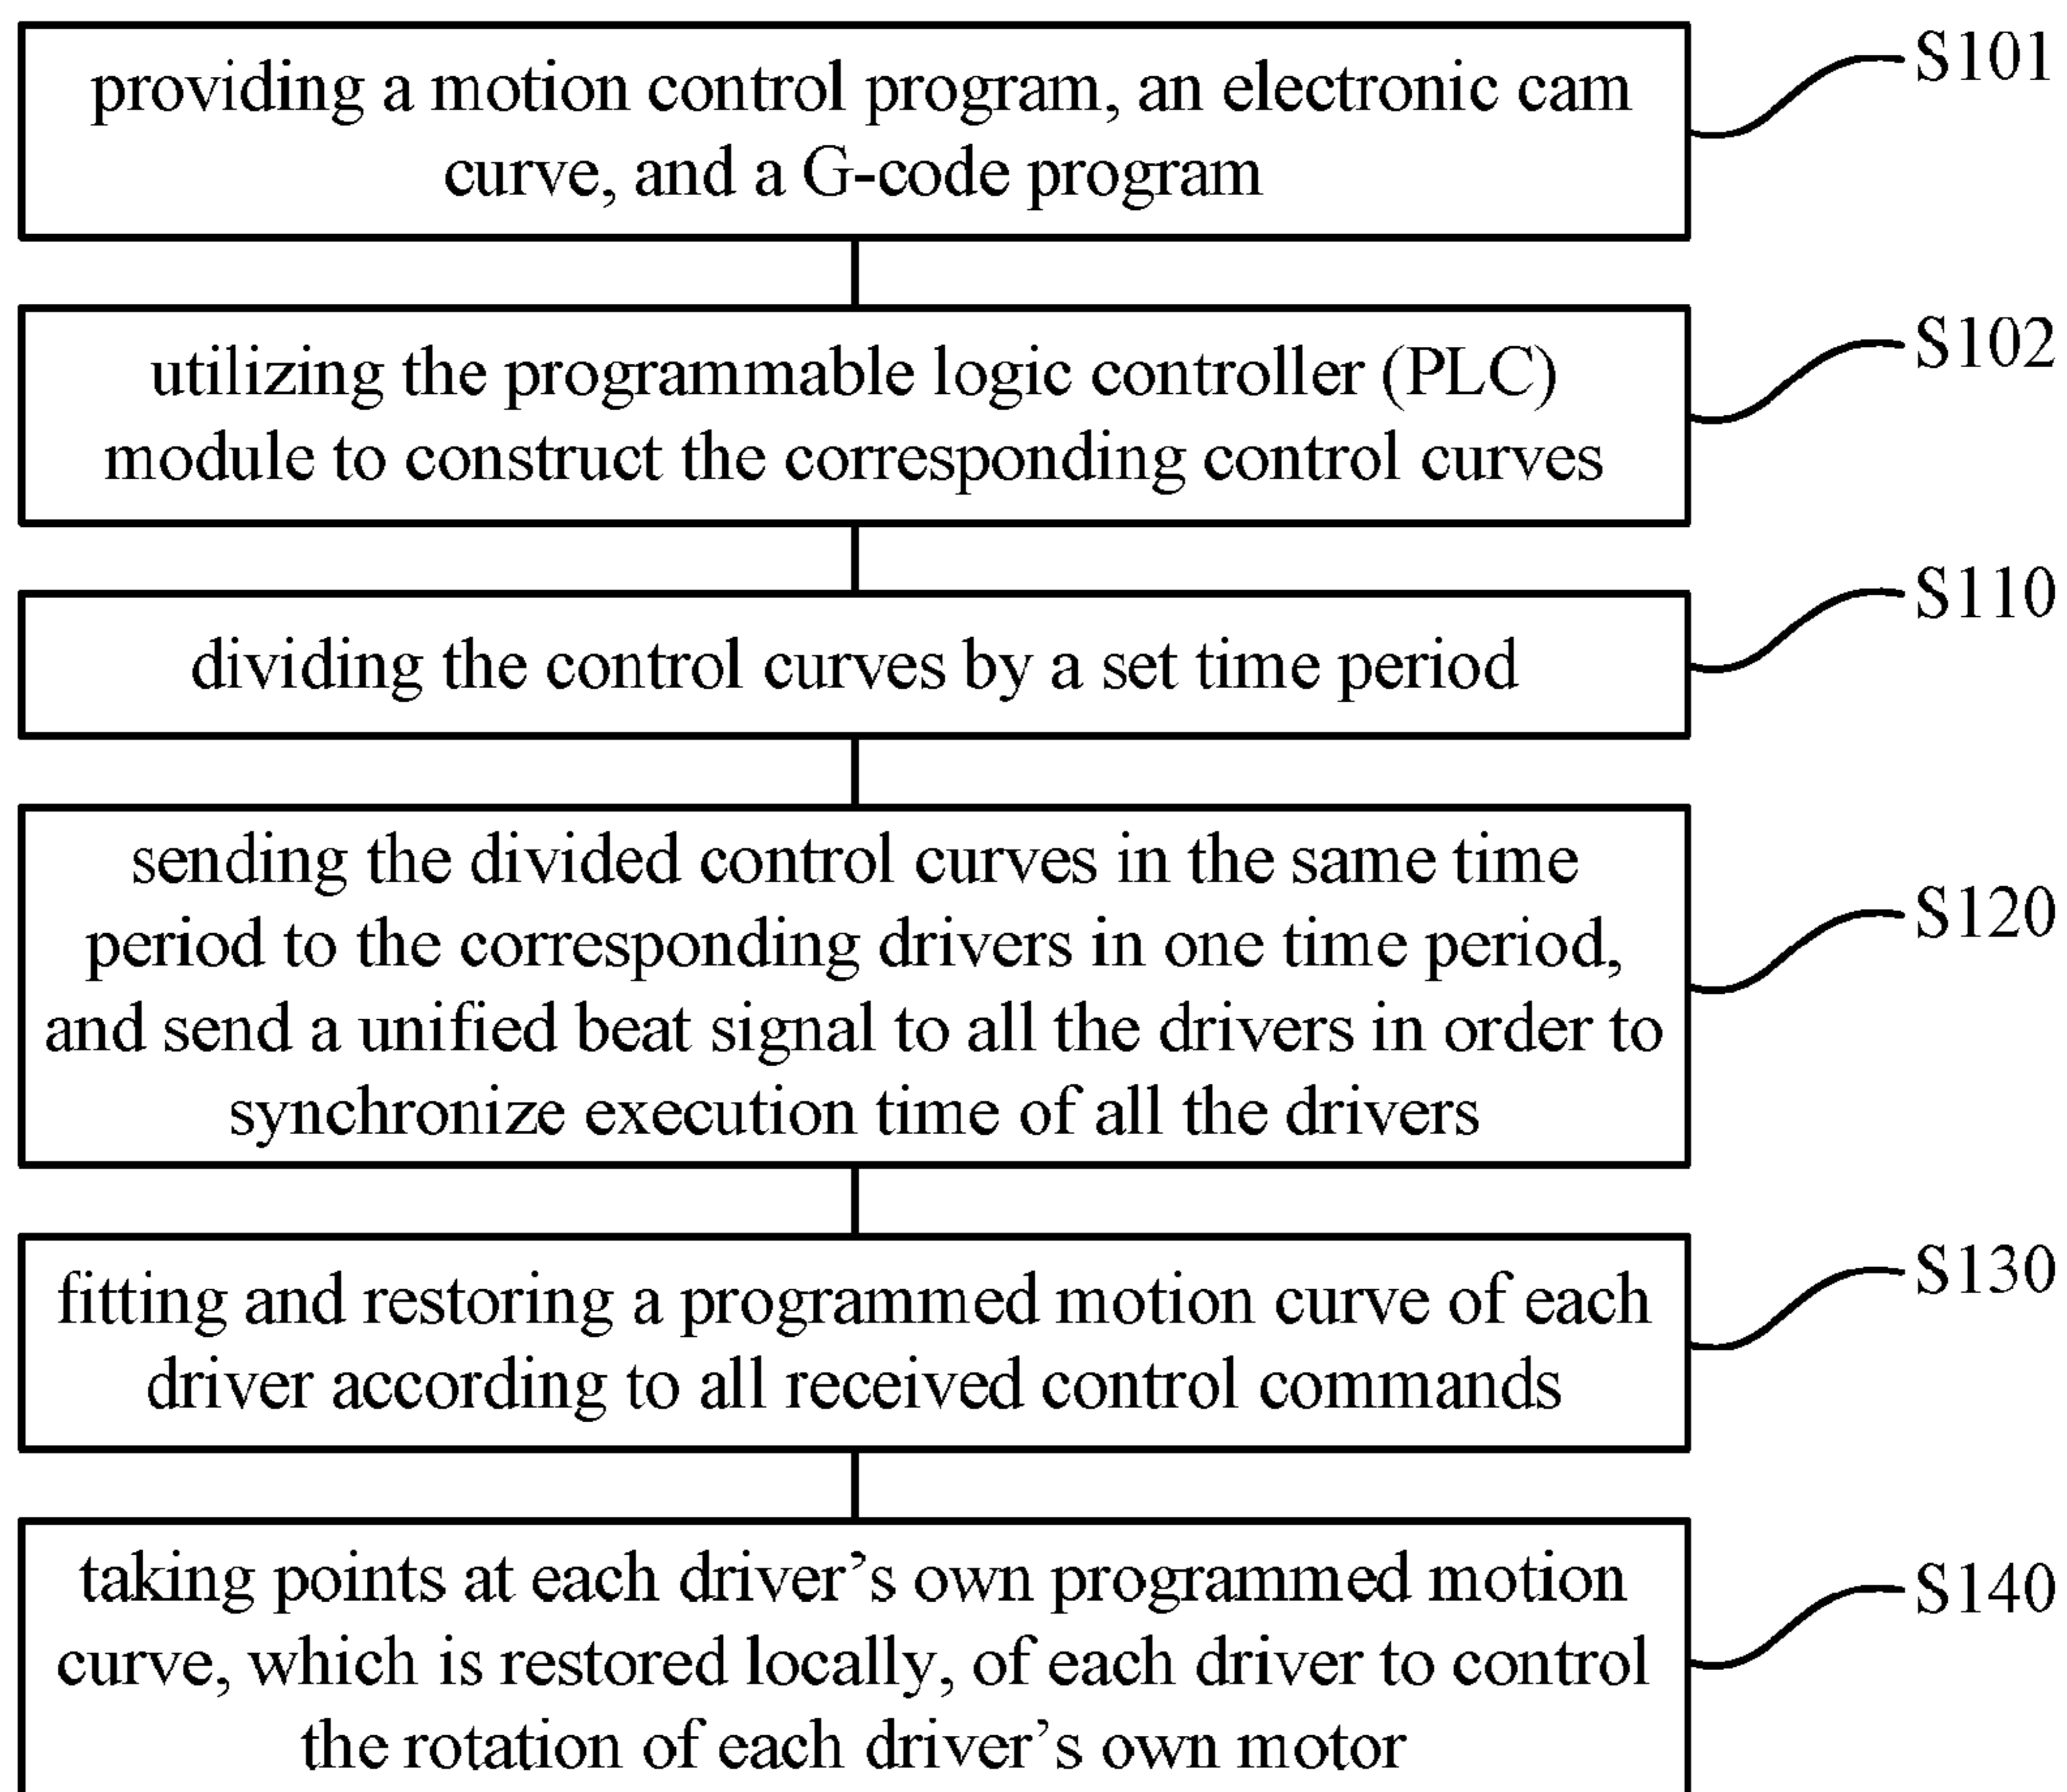 providing a motion control program, an electronic cam
curve, and a G-code program
S101
utilizing the programmable logic controller (PLC)
module to construct the corresponding control curves
S102
dividing the control curves by a set time period
S110
sending the divided control curves in the same time
period to the corresponding drivers in one time period,
and send a unified beat signal to all the drivers in order to
synchronize execution time of all the drivers
S120
fitting and restoring a programmed motion curve of each
driver according to all received control commands
S130
taking points at each driver’s own programmed motion
curve, which is restored locally, of each driver to control
the rotation of each driver’s own motor
S140